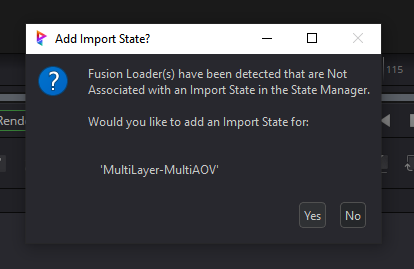 Add Import State?
115
Fusion Loader(s) have been detected that are Not
Associated with an Import State in the State Manager.
Rende
Would you like to add an Import State for:
'MultiLayer-MultiAOV'
Yes
No